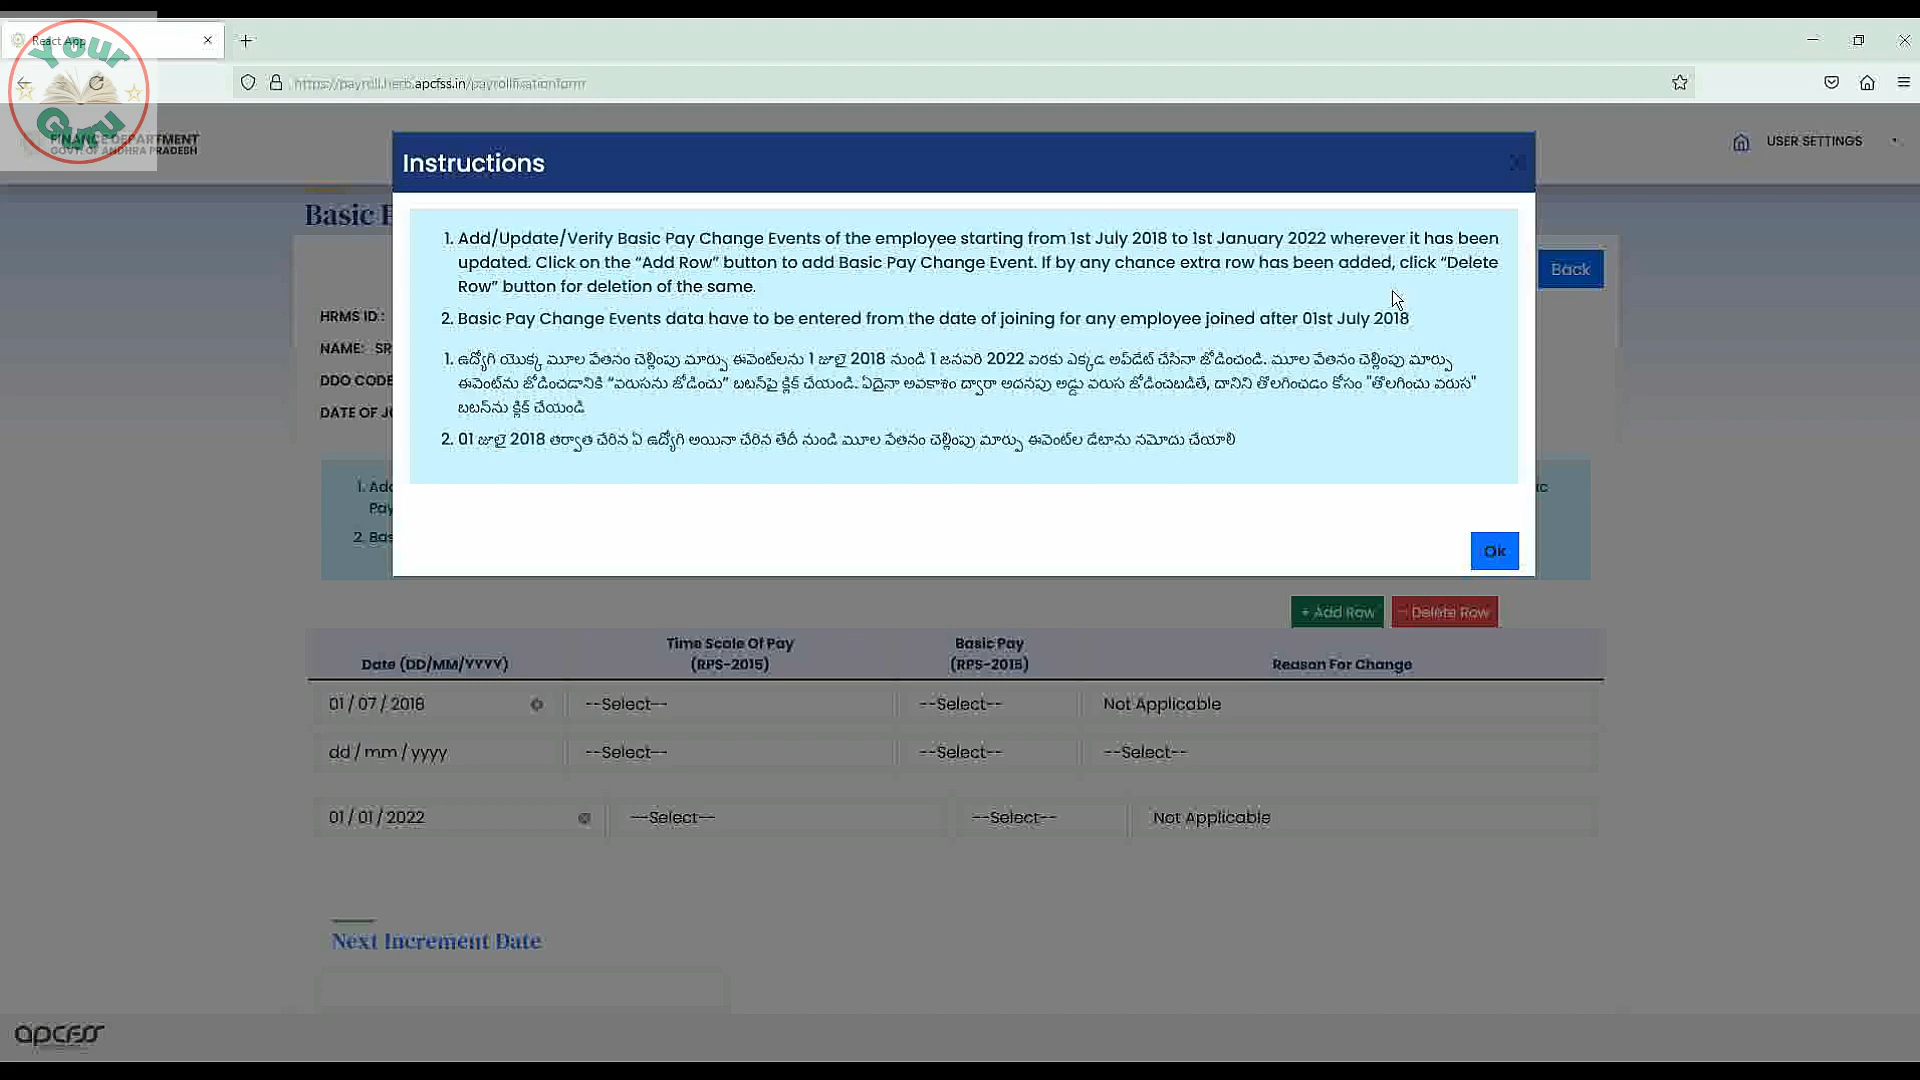 React App
Your
Guru
https://payroll.herb.apcfss.in/payrollfixationform
FINANCE DEPARTMENT
GOVT. OF ANDHRA PRADESH
USER SETTINGS
Instructions
Basic
Back
1. Add/Update/Verify Basic Pay Change Events of the employee starting from 1st July 2018 to 1st January 2022 wherever it has been
updated. Click on the “Add Row” button to add Basic Pay Change Event. If by any chance extra row has been added, click “Delete
Row” button for deletion of the same.
2. Basic Pay Change Events data have to be entered from the date of joining for any employee joined after 01st July 2018
1. ఉద్యోగి యొక్క మూల వేతనం చెల్లింపు మార్పు ఈవెంట్‌లను 1 జులై 2018 నుండి 1 జనవరి 2022 వరకు ఎక్కడ అప్‌డేట్ చేసినా జోడించండి. మూల వేతనం చెల్లింపు మార్పు
ఈవెంట్‌ను జోడించడానికి “వరుసను జోడించు” బటన్‌పై క్లిక్ చేయండి. ఏదైనా అవకాశం ద్వారా అదనపు అడ్డు వరుస జోడించబడితే, దానిని తొలగించడం కోసం "తొలగించు వరుస"
బటన్‌ను క్లిక్ చేయండి
2. 01 జులై 2018 తర్వాత చేరిన ఏ ఉద్యోగి అయినా చేరిన తేదీ నుండి మూల వేతనం చెల్లింపు మార్పు ఈవెంట్‌ల డేటాను నమోదు చేయాలి
HRMS ID :
NAME: SR
DDO CODE
DATE OF JO
1. Add
Pay
2. Bas
Ok
+ Add Row - Delete Row
Time Scale Of Pay Basic Pay
Date (DD/MM/YYYY) (RPS-2015) (RPS-2015) Reason For Change
01 / 07 / 2018 --Select-- --Select-- Not Applicable
dd / mm / yyyy --Select-- --Select-- --Select--
01 / 01 / 2022 --Select-- --Select-- Not Applicable
Next Increment Date
apcfss